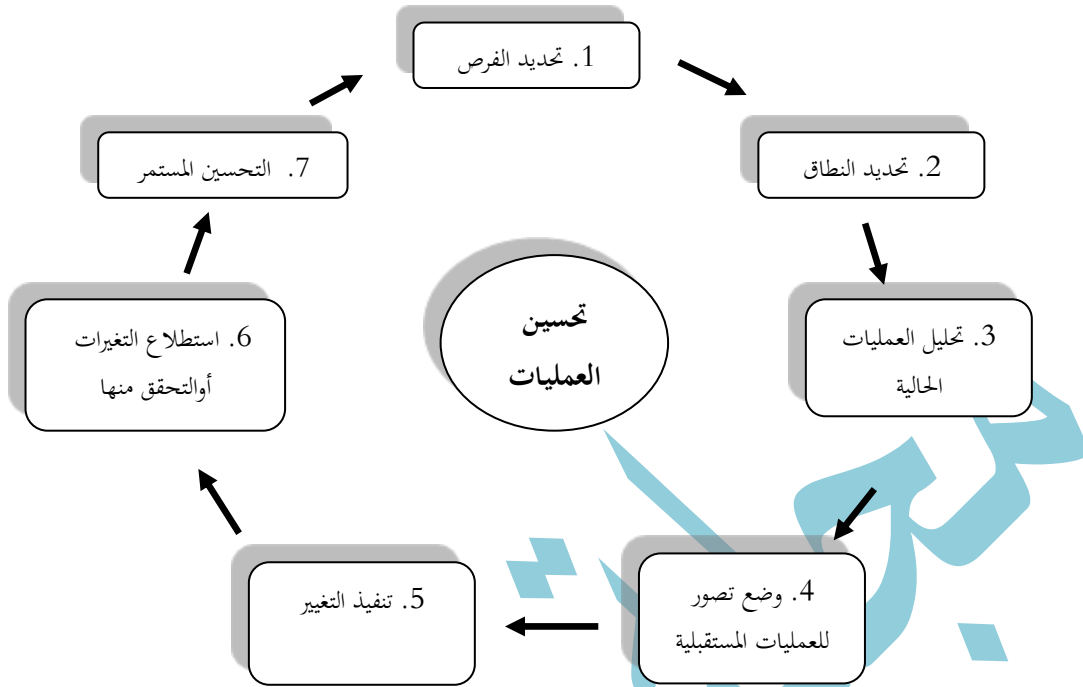 1. تحديد الفرص
2. تحديد النطاق
3. تحليل العمليات
الحالية
4. وضع تصور
للعمليات المستقبلية
5. تنفيذ التغيير
6. استطلاع التغيرات
أوالتحقق منها
7. التحسين المستمر
تحسين
العمليات